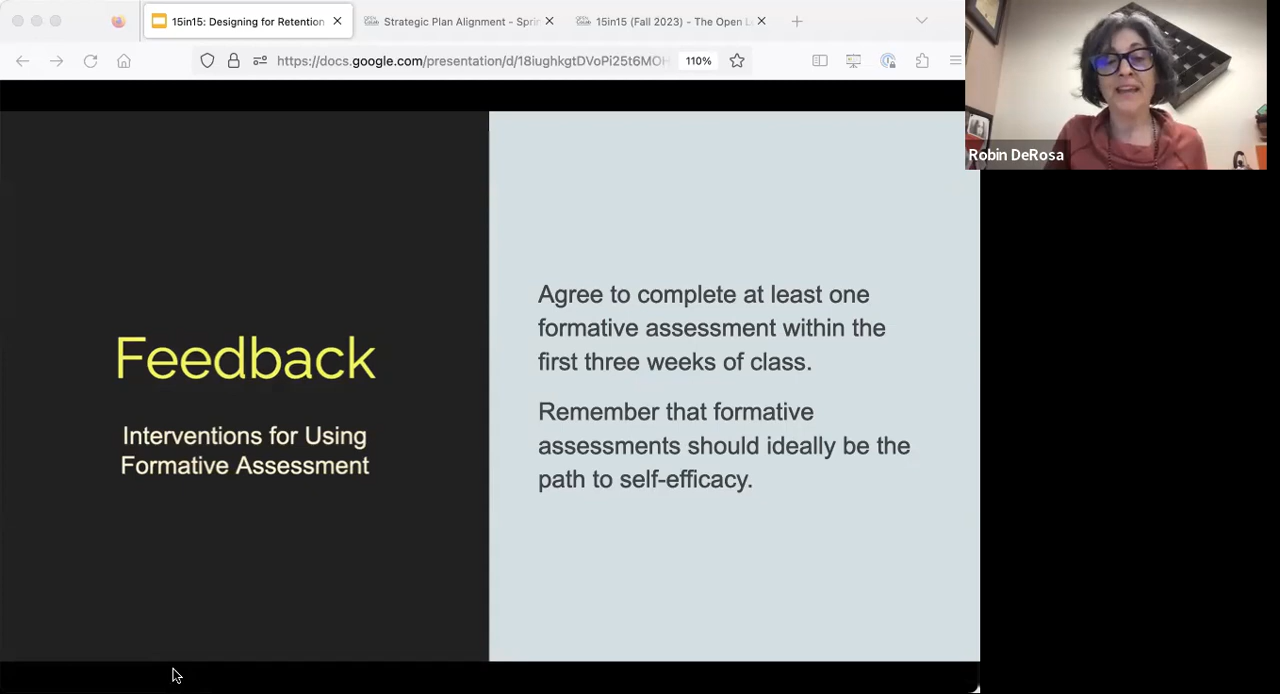 15in15: Designing for Retention
Strategic Plan Alignment - Spri
15in15 (Fall 2023) - The Open L
https://docs.google.com/presentation/d/18iughkgtDVoPi25t6MOH
110%
Robin DeRosa
Feedback
Interventions for Using
Formative Assessment
Agree to complete at least one
formative assessment within the
first three weeks of class.
Remember that formative
assessments should ideally be the
path to self-efficacy.